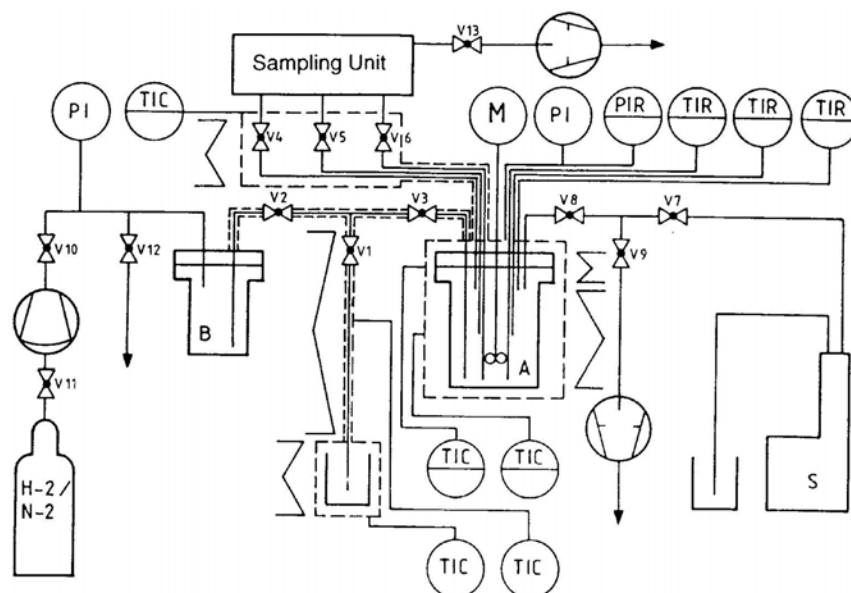 V13
Sampling Unit
PI
TIC
M
PI
PIR
TIR
TIR
TIR
V4
V5
V6
V2
V3
V8
V7
V10
V12
V1
V9
B
A
V11
TIC
TIC
H-2/
N-2
S
TIC
TIC